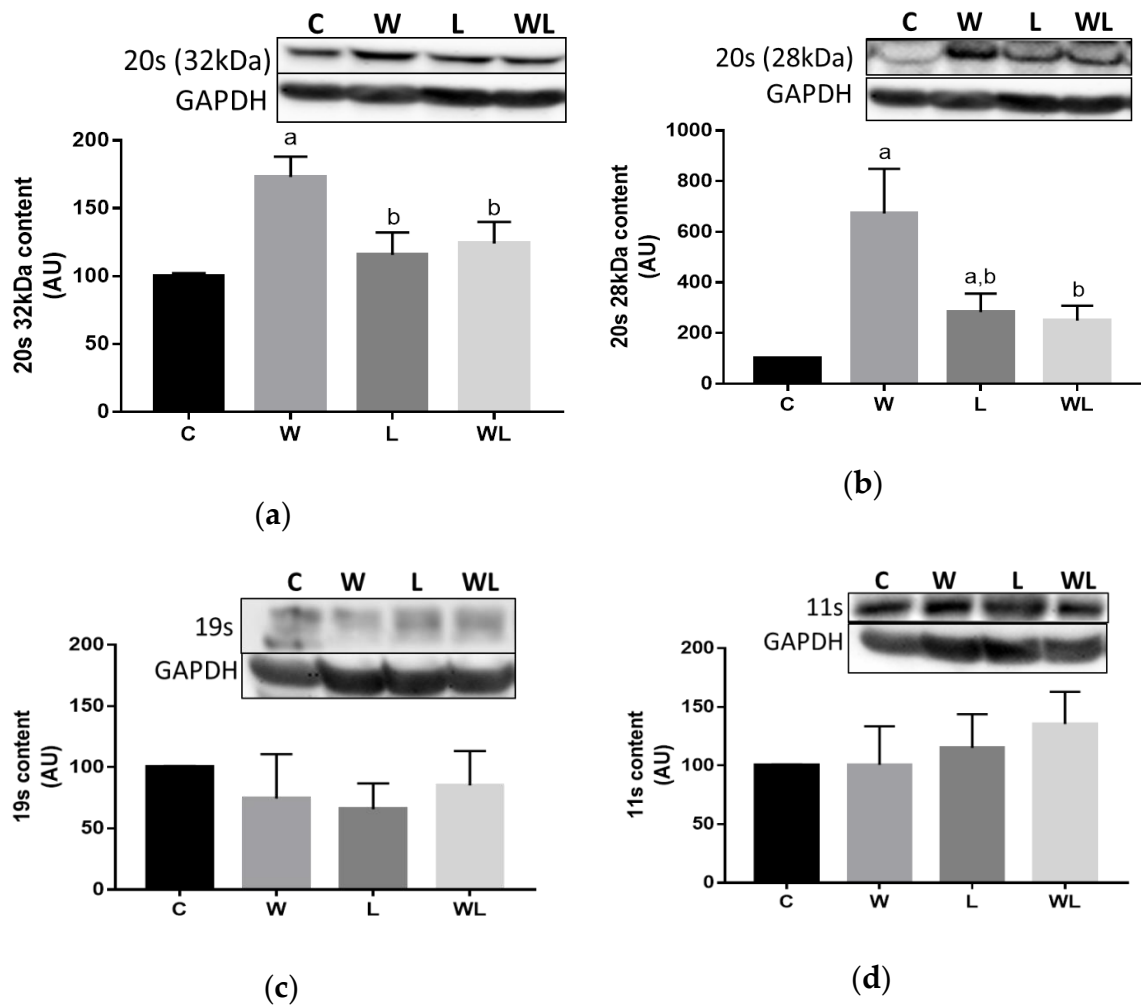 C W L WL
20s (32kDa)
GAPDH
200
150
100
50
0
20s 32kDa content
(AU)
a
b
b
C W L WL
(a)
C W L WL
20s (28kDa)
GAPDH
1000
800
600
400
200
0
20s 28kDa content
(AU)
a
a,b
b
C W L WL
(b)
C W L WL
19s
GAPDH
200
150
100
50
0
19s content
(AU)
C W L WL
(c)
C W L WL
11s
GAPDH
200
150
100
50
0
11s content
(AU)
C W L WL
(d)